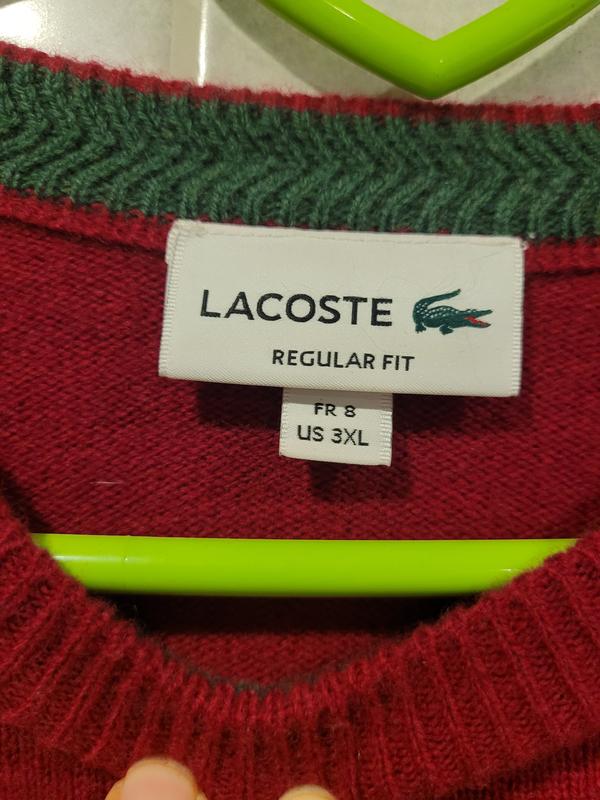 LACOSTE
REGULAR FIT
FR 8
US 3XL